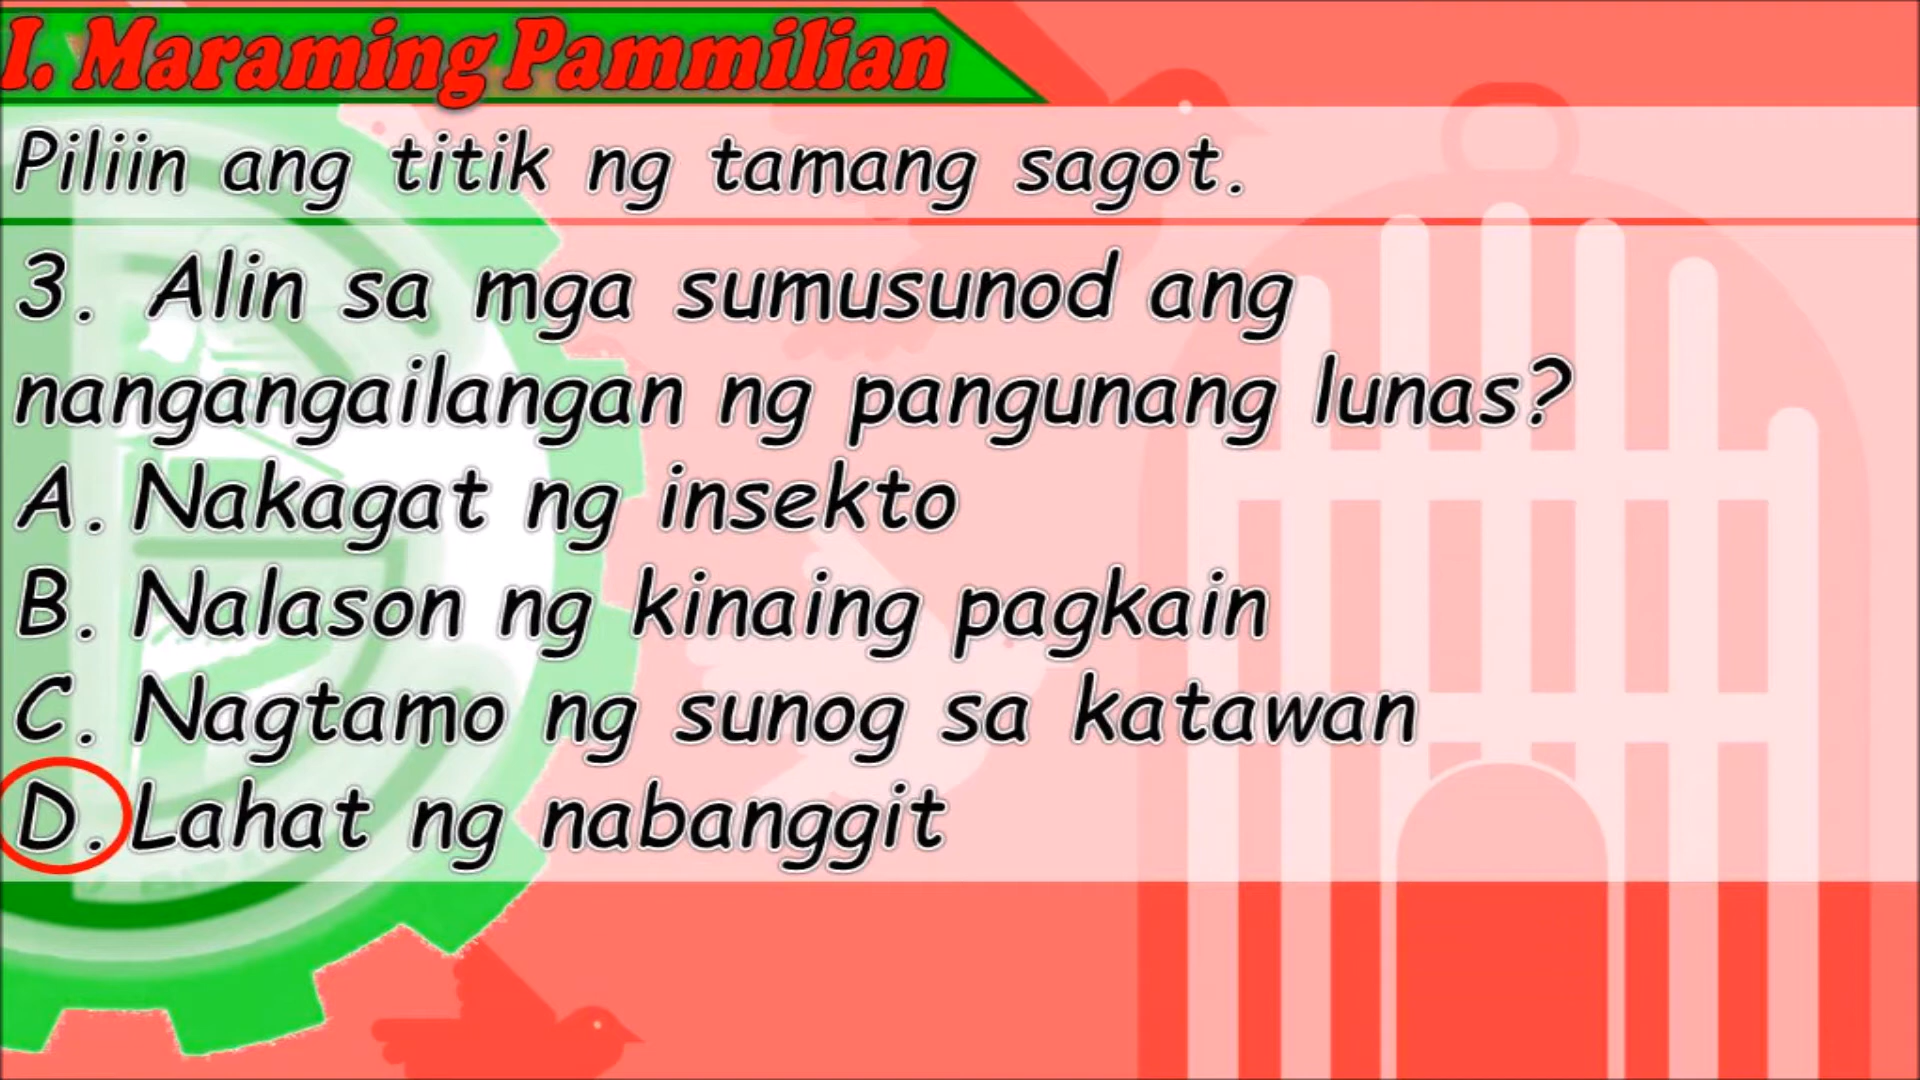 I. Maraming Pammilian
Piliin ang titik ng tamang sagot.
3. Alin sa mga sumusunod ang
nangangailangan ng pangunang lunas?
A. Nakagat ng insekto
B. Nalason ng kinaing pagkain
C. Nagtamo ng sunog sa katawan
D. Lahat ng nabanggit